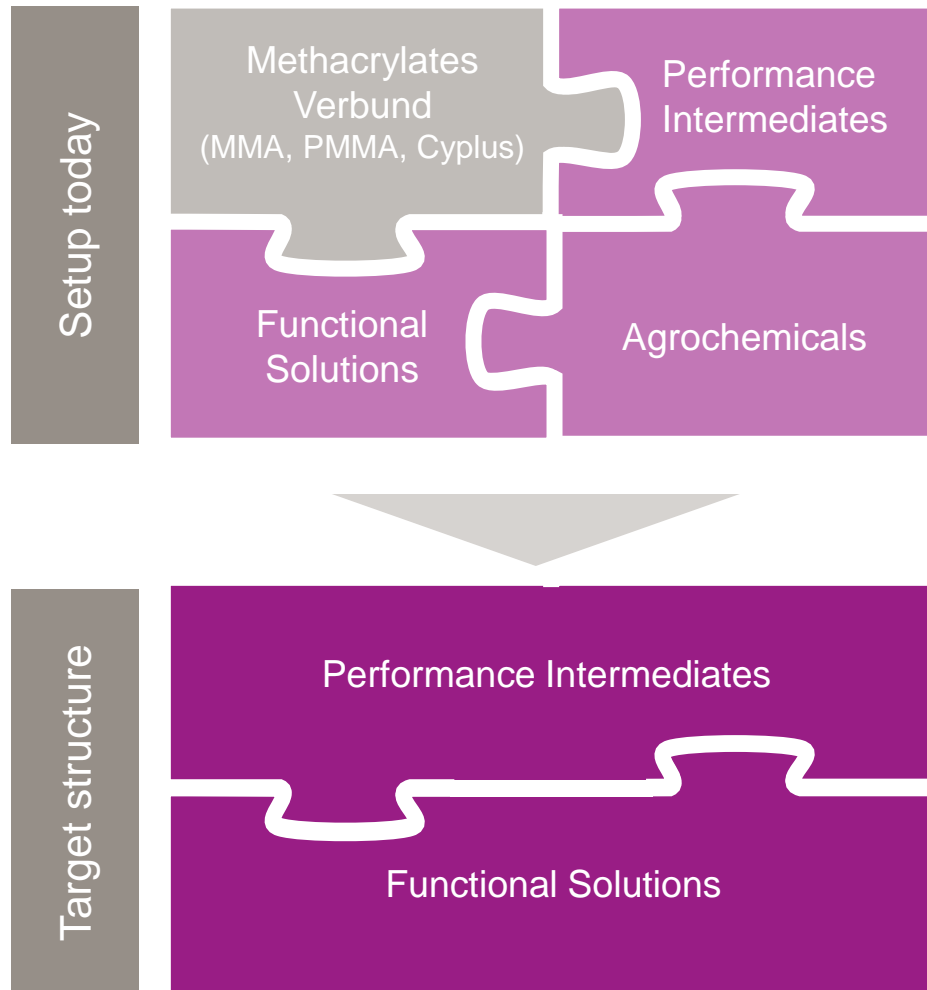 Setup today
Methacrylates
Verbund
(MMA, PMMA, Cyplus)
Performance
Intermediates
Functional
Solutions
Agrochemicals
Target structure
Performance Intermediates
Functional Solutions